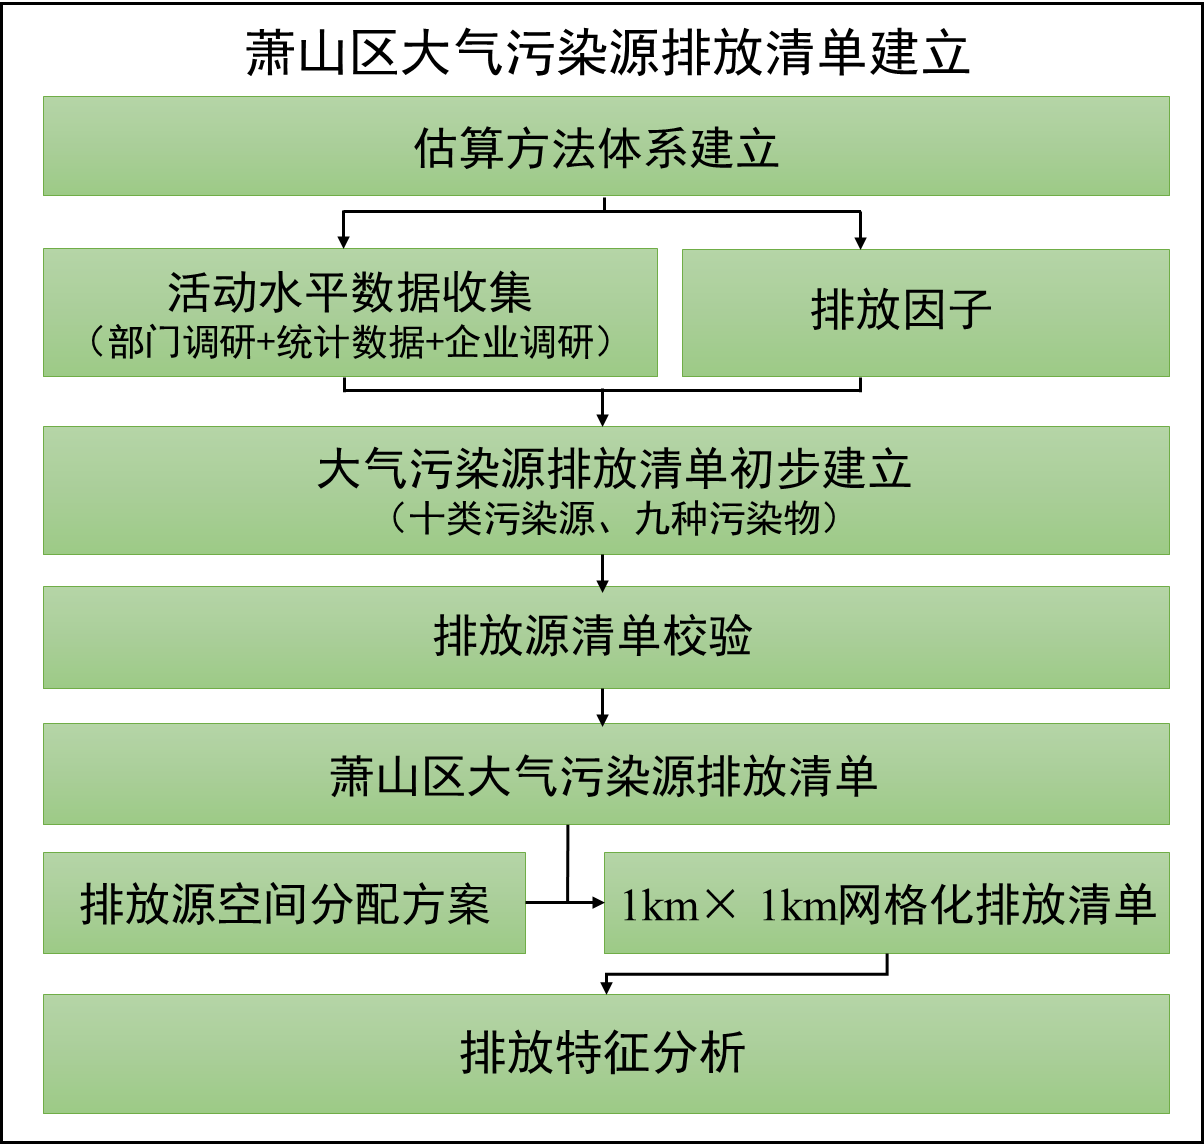 萧山区大气污染源排放清单建立
估算方法体系建立
活动水平数据收集
（部门调研+统计数据+企业调研）
排放因子
大气污染源排放清单初步建立
（十类污染源、九种污染物）
排放源清单校验
萧山区大气污染源排放清单
排放源空间分配方案
1km× 1km网格化排放清单
排放特征分析